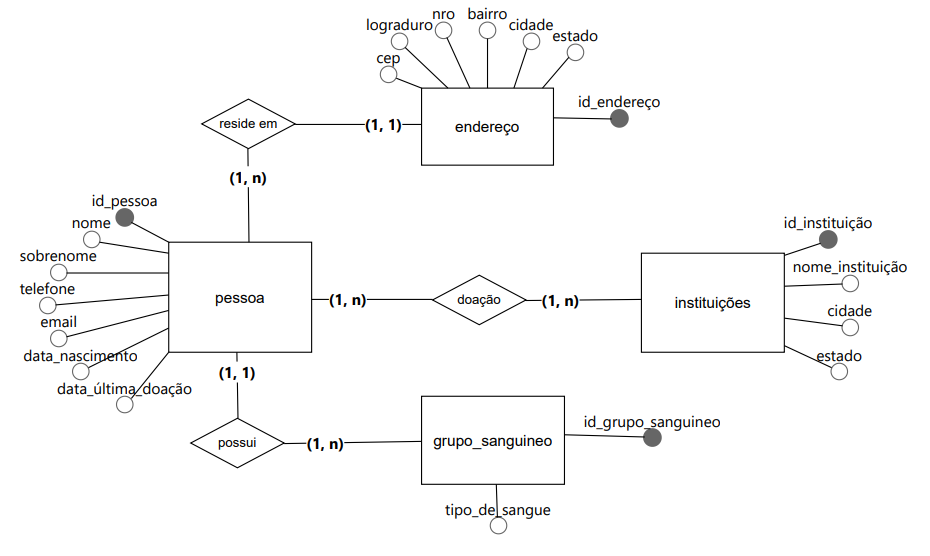 nro
bairro
lograduro
cidade
estado
cep
id_endereço
reside em
(1, 1)
endereço
(1, n)
id_pessoa
nome
sobrenome
telefone
email
data_nascimento
data_última_doação
pessoa
(1, n)
doação
(1, n)
instituições
id_instituição
nome_instituição
cidade
estado
(1, 1)
possui
(1, n)
grupo_sanguineo
id_grupo_sanguineo
tipo_de_sangue